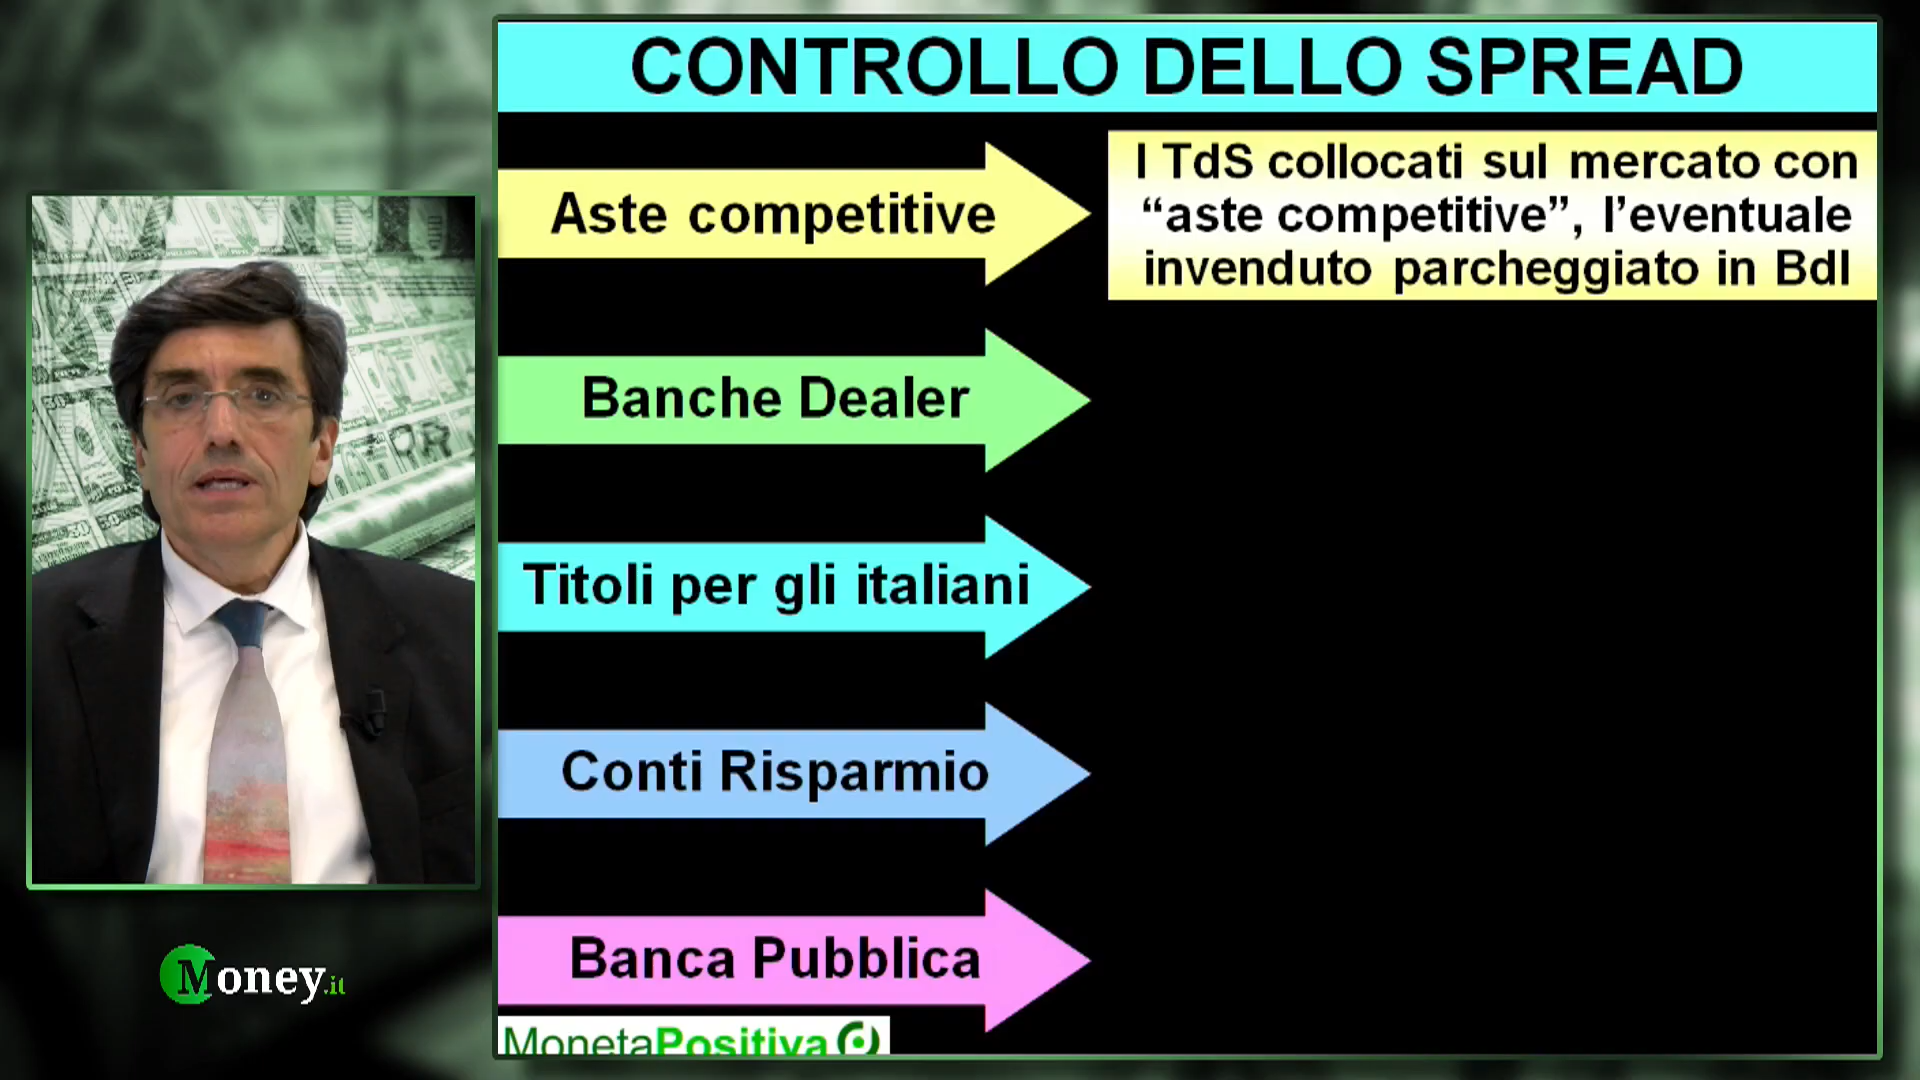 CONTROLLO DELLO SPREAD
Aste competitive
I TdS collocati sul mercato con
“aste competitive”, l’eventuale
invenduto parcheggiato in BdI
Banche Dealer
Titoli per gli italiani
Conti Risparmio
Banca Pubblica
MonetaPositiva
Money.it